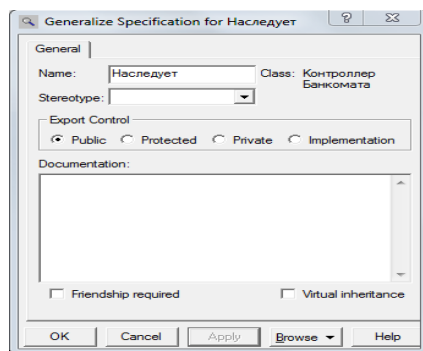 Generalize Specification for Наследует
General
Name: Наследует Class: Контроллер
Банкомата
Stereotype:
Export Control
Public Protected Private Implementation
Documentation:
Friendship required Virtual inheritance
OK Cancel Apply Browse Help